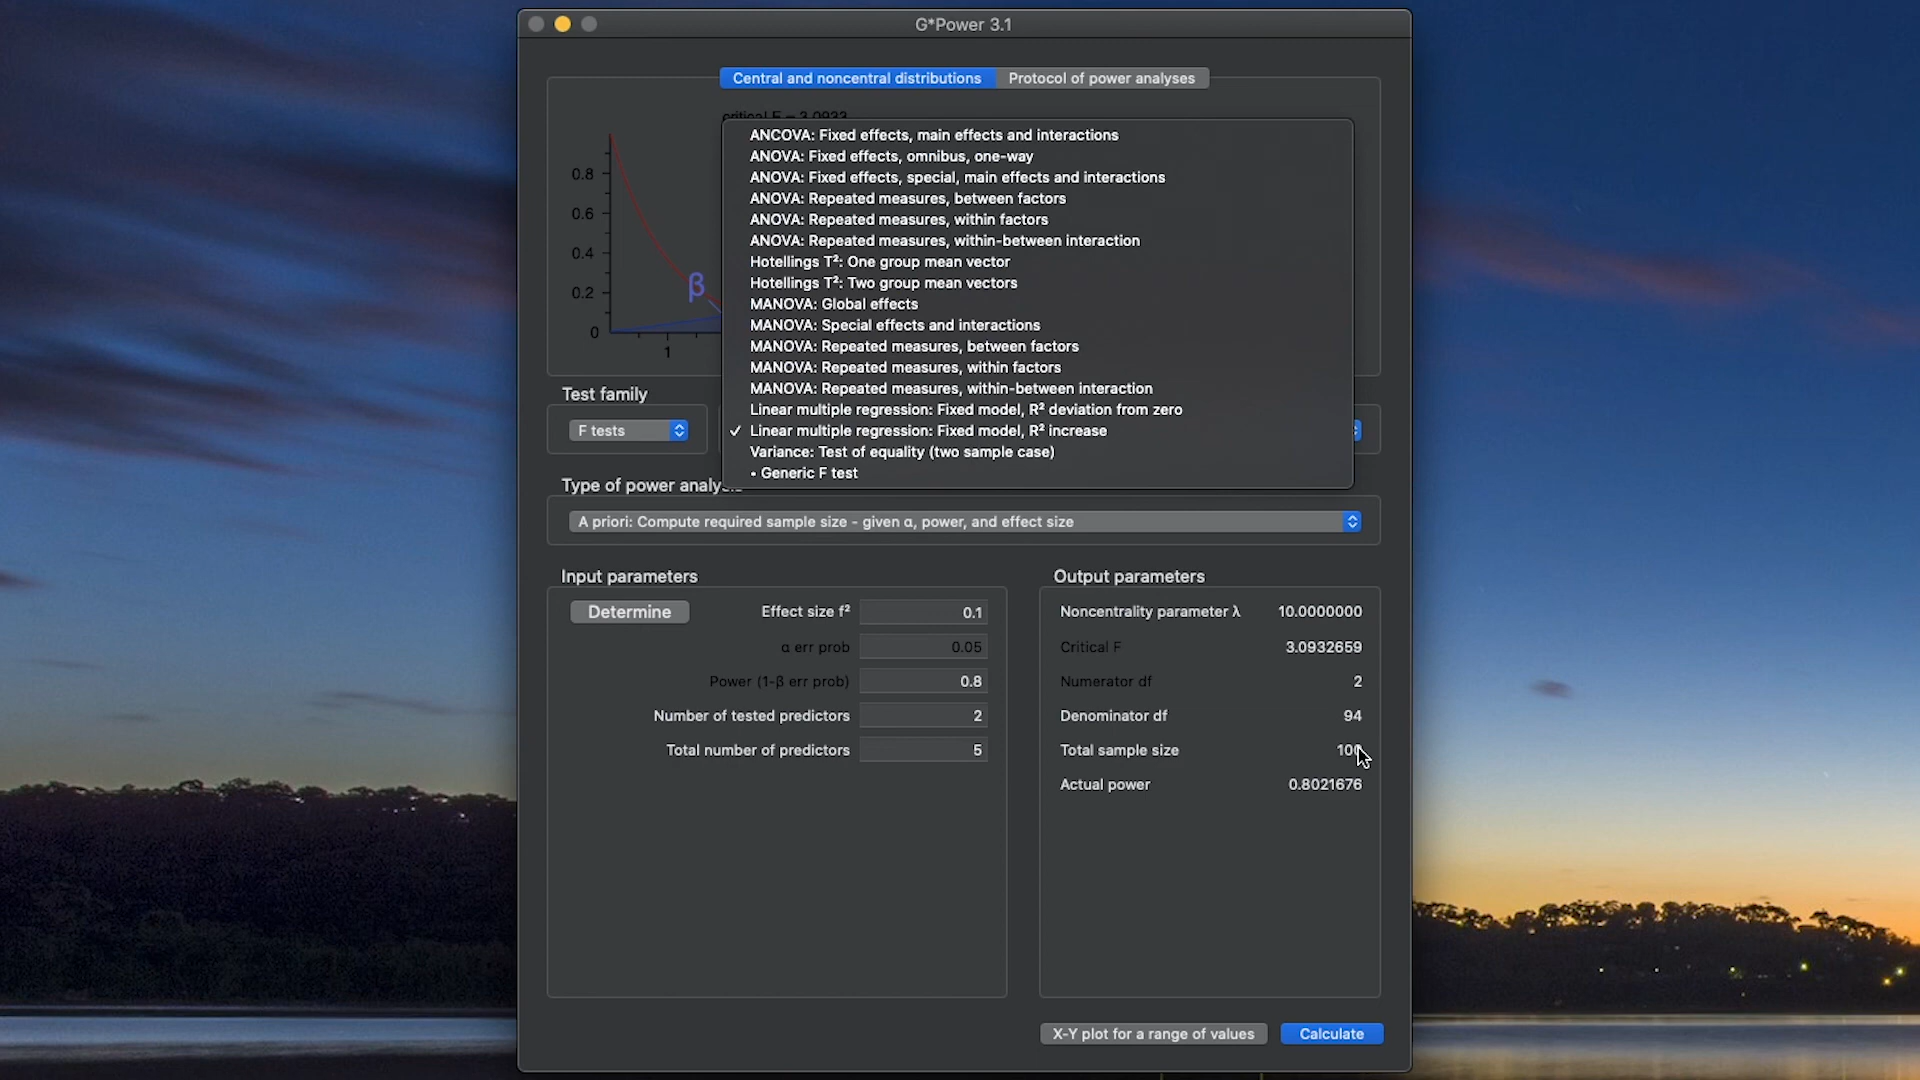 G*Power 3.1
Central and noncentral distributions Protocol of power analyses
critical F = 3.0933
ANCOVA: Fixed effects, main effects and interactions
ANOVA: Fixed effects, omnibus, one-way
ANOVA: Fixed effects, special, main effects and interactions
ANOVA: Repeated measures, between factors
ANOVA: Repeated measures, within factors
ANOVA: Repeated measures, within-between interaction
Hotellings T²: One group mean vector
Hotellings T²: Two group mean vectors
MANOVA: Global effects
MANOVA: Special effects and interactions
MANOVA: Repeated measures, between factors
MANOVA: Repeated measures, within factors
MANOVA: Repeated measures, within-between interaction
Linear multiple regression: Fixed model, R² deviation from zero
✓ Linear multiple regression: Fixed model, R² increase
Variance: Test of equality (two sample case)
• Generic F test
0.8
0.6
0.4
0.2
0
β
1
Test family
F tests
Type of power analysis
A priori: Compute required sample size - given α, power, and effect size
Input parameters
Determine
Effect size f² 0.1
α err prob 0.05
Power (1-β err prob) 0.8
Number of tested predictors 2
Total number of predictors 5
Output parameters
Noncentrality parameter λ 10.0000000
Critical F 3.0932659
Numerator df 2
Denominator df 94
Total sample size 100
Actual power 0.8021676
X-Y plot for a range of values Calculate